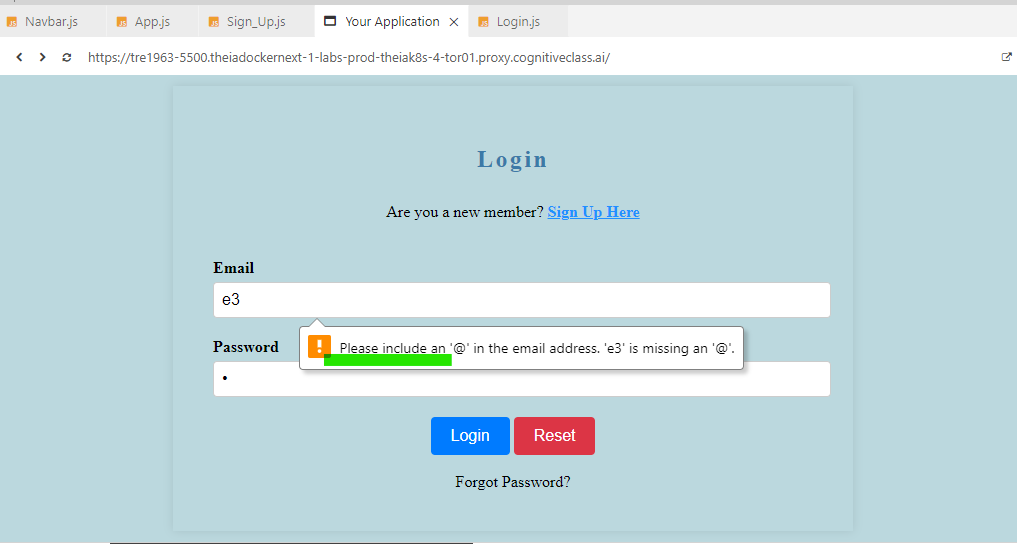 Navbar.js App.js Sign_Up.js Your Application Login.js
https://tre1963-5500.theiadockernext-1-labs-prod-theiak8s-4-tor01.proxy.cognitiveclass.ai/
Login
Are you a new member? Sign Up Here
Email
e3
Please include an '@' in the email address. 'e3' is missing an '@'.
Password
•
Login Reset
Forgot Password?